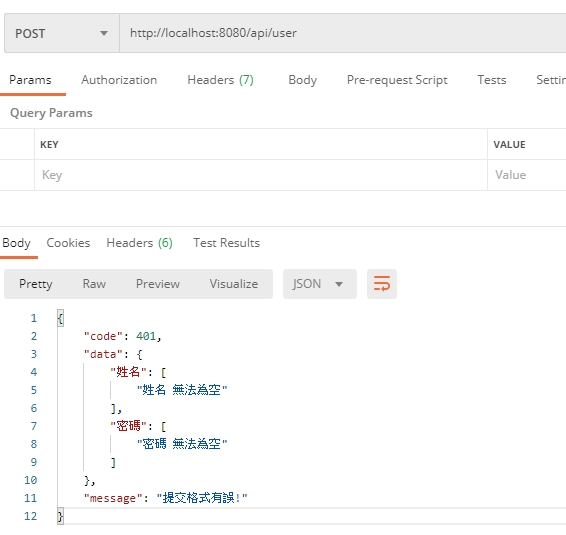 POST http://localhost:8080/api/user
Params Authorization Headers (7) Body Pre-request Script Tests
Query Params
KEY VALUE
Key Value
Body Cookies Headers (6) Test Results
Pretty Raw Preview Visualize JSON
1 {
2 "code": 401,
3 "data": {
4 "姓名": [
5 "姓名 無法為空"
6 ],
7 "密碼": [
8 "密碼 無法為空"
9 ]
10 },
11 "message": "提交格式有誤!"
12 }